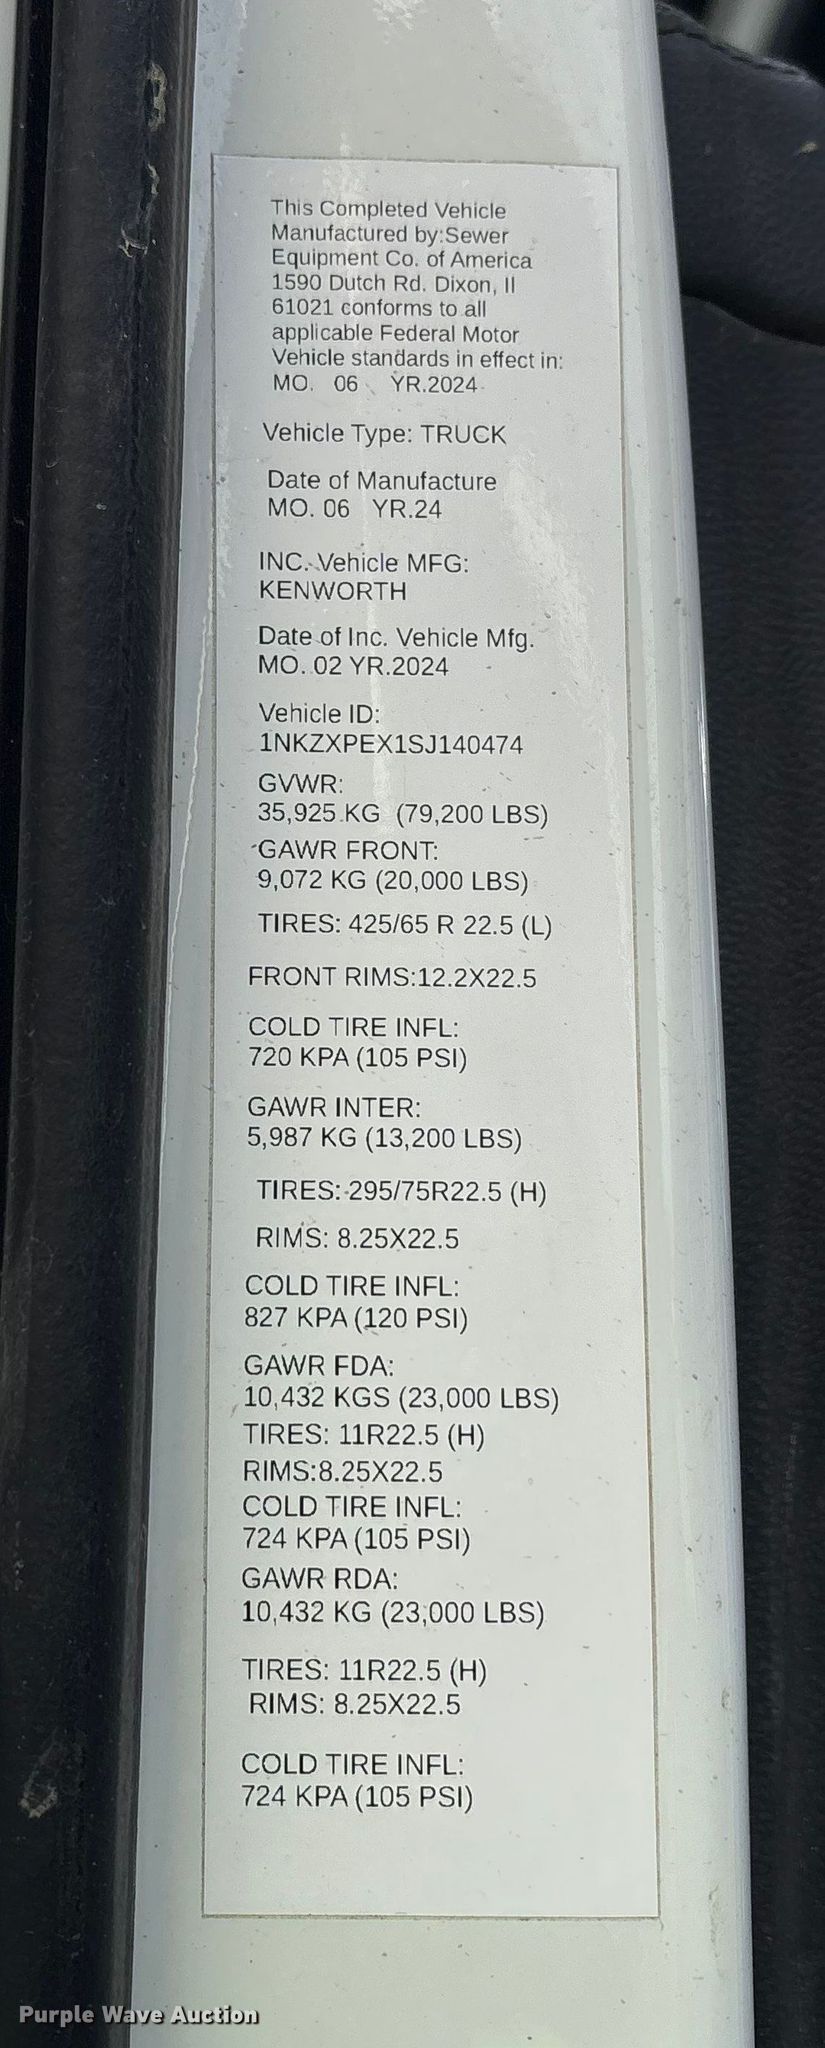 This Completed Vehicle
Manufactured by:Sewer
Equipment Co. of America
1590 Dutch Rd. Dixon, Il
61021 conforms to all
applicable Federal Motor
Vehicle standards in effect in:
MO. 06 YR.2024
Vehicle Type: TRUCK
Date of Manufacture
MO. 06 YR.24
INC. Vehicle MFG:
KENWORTH
Date of Inc. Vehicle Mfg.
MO. 02 YR.2024
Vehicle ID:
1NKZXPEX1SJ140474
GVWR:
35,925 KG (79,200 LBS)
GAWR FRONT:
9,072 KG (20,000 LBS)
TIRES: 425/65 R 22.5 (L)
FRONT RIMS:12.2X22.5
COLD TIRE INFL:
720 KPA (105 PSI)
GAWR INTER:
5,987 KG (13,200 LBS)
TIRES: 295/75R22.5 (H)
RIMS: 8.25X22.5
COLD TIRE INFL:
827 KPA (120 PSI)
GAWR FDA:
10,432 KGS (23,000 LBS)
TIRES: 11R22.5 (H)
RIMS:8.25X22.5
COLD TIRE INFL:
724 KPA (105 PSI)
GAWR RDA:
10,432 KG (23,000 LBS)
TIRES: 11R22.5 (H)
RIMS: 8.25X22.5
COLD TIRE INFL:
724 KPA (105 PSI)
Purple Wave Auction